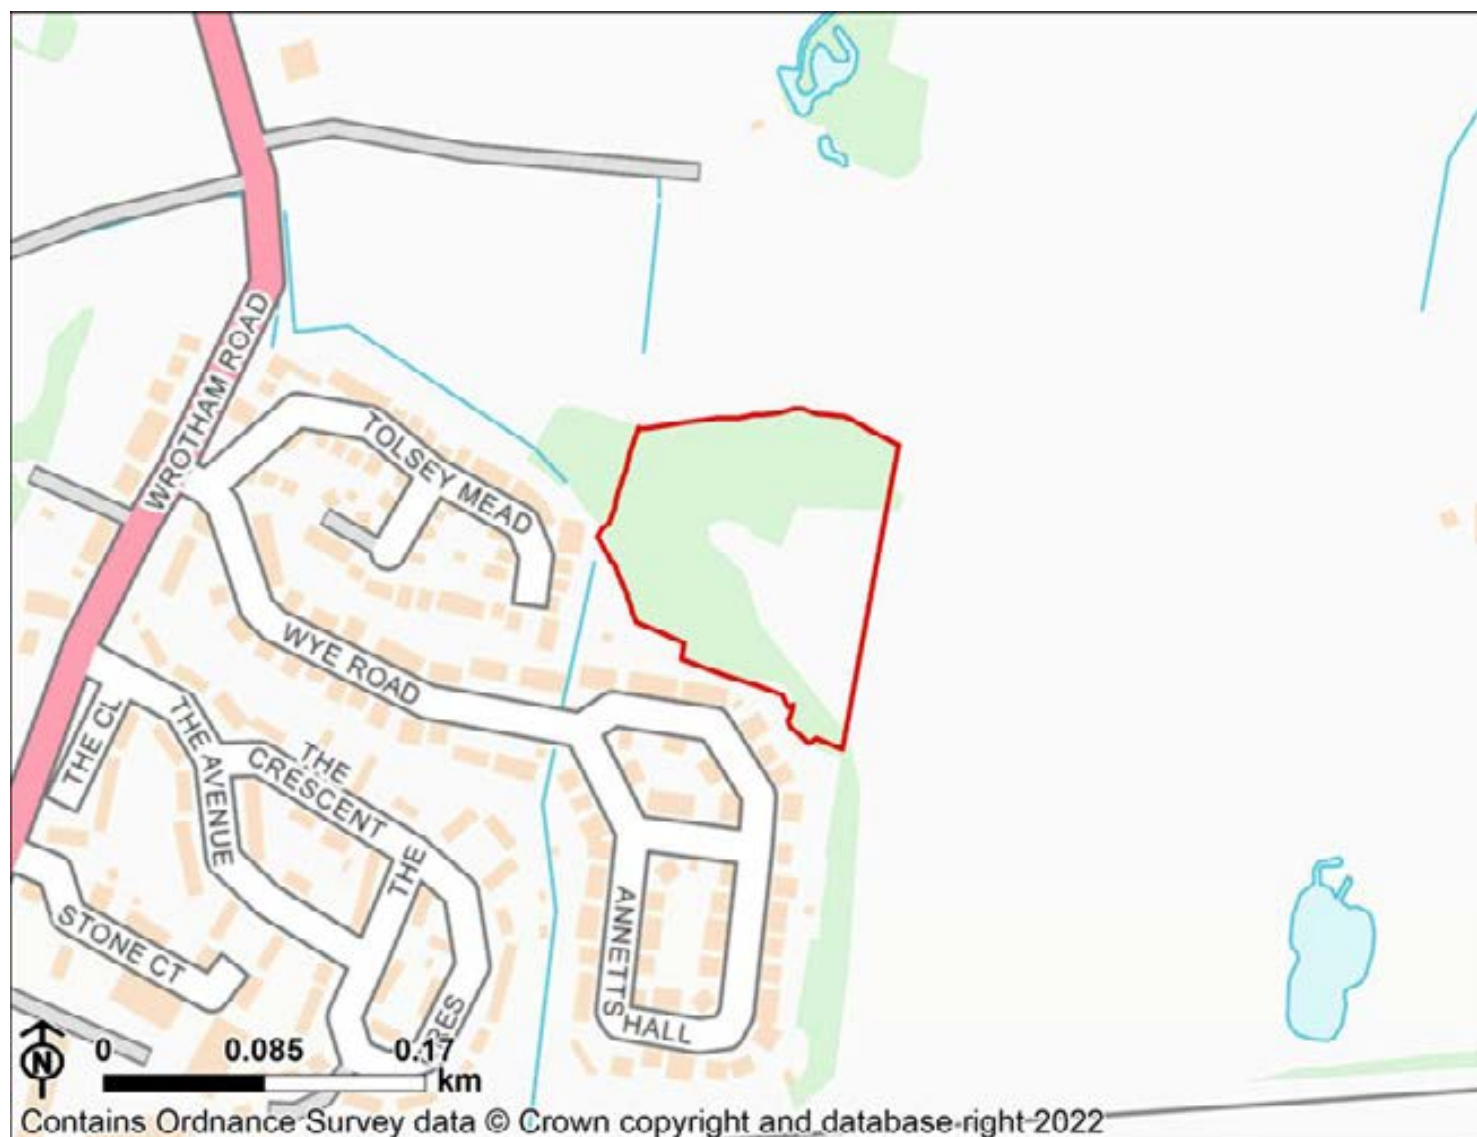 WROTHAM ROAD
TOLSEY MEAD
WYE ROAD
THE CL
THE AVENUE
THE
CRESCENT
THE
STONE CT
ANNETTS
HALL
RES
N
0 0.085 0.17
km
Contains Ordnance Survey data © Crown copyright and database right 2022